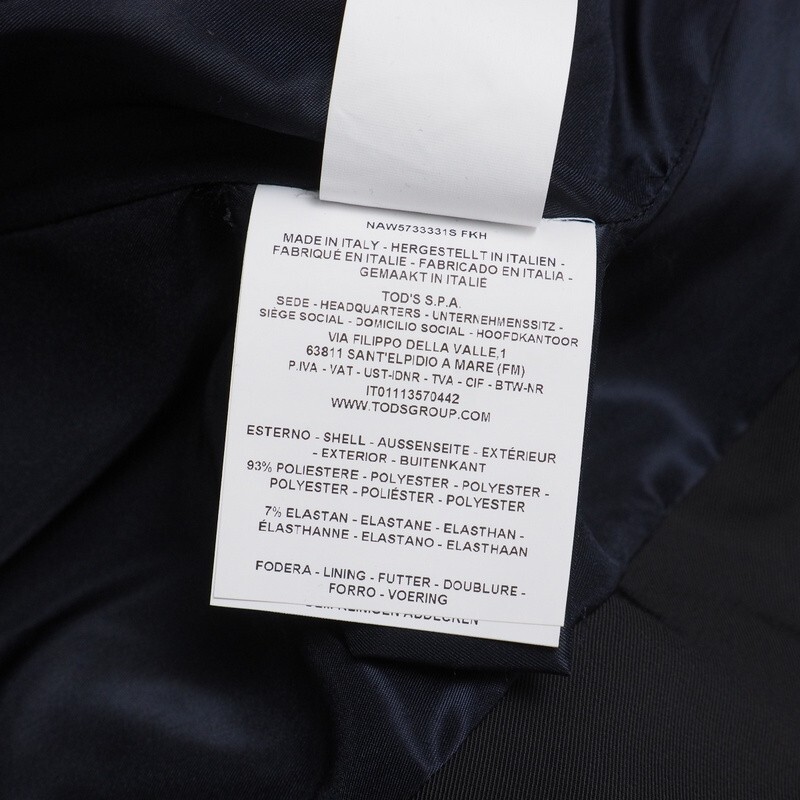 NAW5733331S FKH
MADE IN ITALY - HERGESTELLT IN ITALIEN -
FABRIQUÉ EN ITALIE - FABRICADO EN ITALIA -
GEMAAKT IN ITALIË
TOD'S S.P.A.
SEDE - HEADQUARTERS - UNTERNEHMENSSITZ -
SIÈGE SOCIAL - DOMICILIO SOCIAL - HOOFDKANTOOR
VIA FILIPPO DELLA VALLE,1
63811 SANT'ELPIDIO A MARE (FM)
P.IVA - VAT - UST-IDNR - TVA - CIF - BTW-NR
IT01113570442
WWW.TODSGROUP.COM
ESTERNO - SHELL - AUSSENSEITE - EXTÉRIEUR
- EXTERIOR - BUITENKANT
93% POLIESTERE - POLYESTER - POLYESTER -
POLYESTER - POLIÉSTER - POLYESTER
7% ELASTAN - ELASTANE - ELASTHAN -
ÉLASTHANNE - ELASTANO - ELASTHAAN
FODERA - LINING - FUTTER - DOUBLURE -
FORRO - VOERING
ABDECKEN